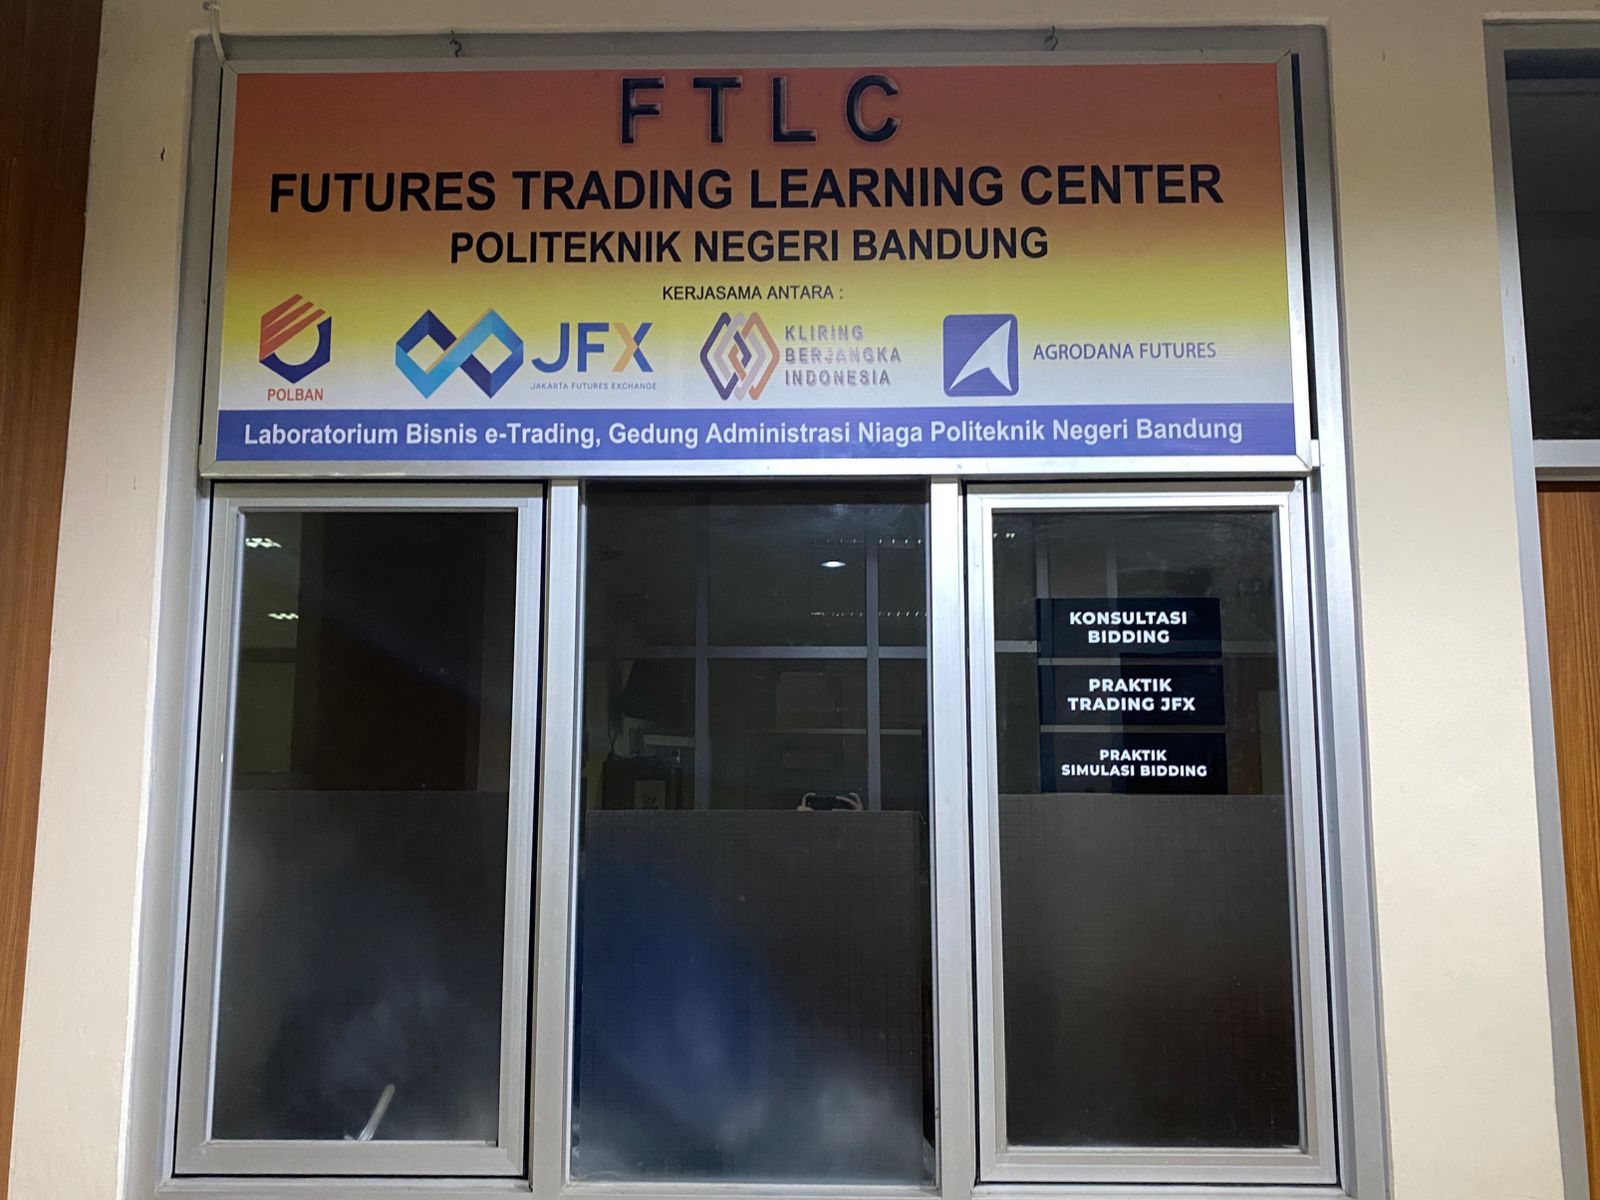 FTLC
FUTURES TRADING LEARNING CENTER
POLITEKNIK NEGERI BANDUNG
KERJASAMA ANTARA :
POLBAN
JFX
JAKARTA FUTURES EXCHANGE
KLIRING
BERJANGKA
INDONESIA
AGRODANA FUTURES
Laboratorium Bisnis e-Trading, Gedung Administrasi Niaga Politeknik Negeri Bandung
KONSULTASI
BIDDING
PRAKTIK
TRADING JFX
PRAKTIK
SIMULASI BIDDING